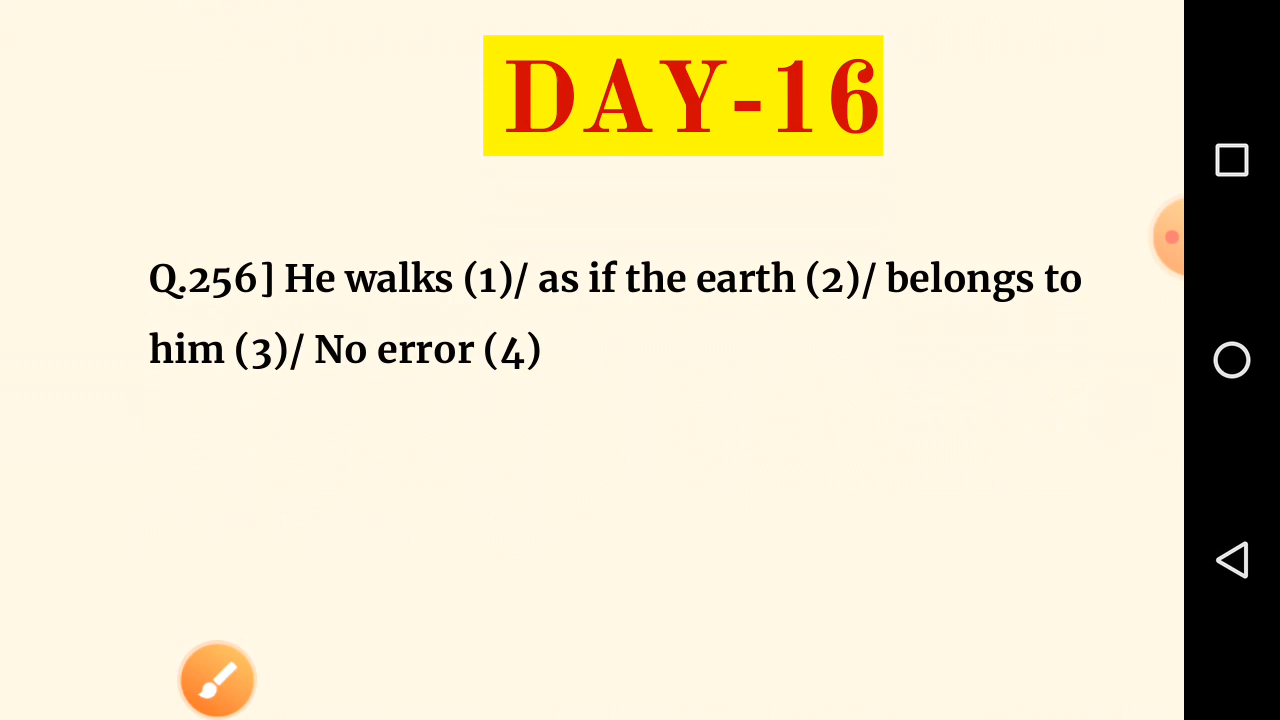 DAY-16
Q.256] He walks (1)/ as if the earth (2)/ belongs to
him (3)/ No error (4)